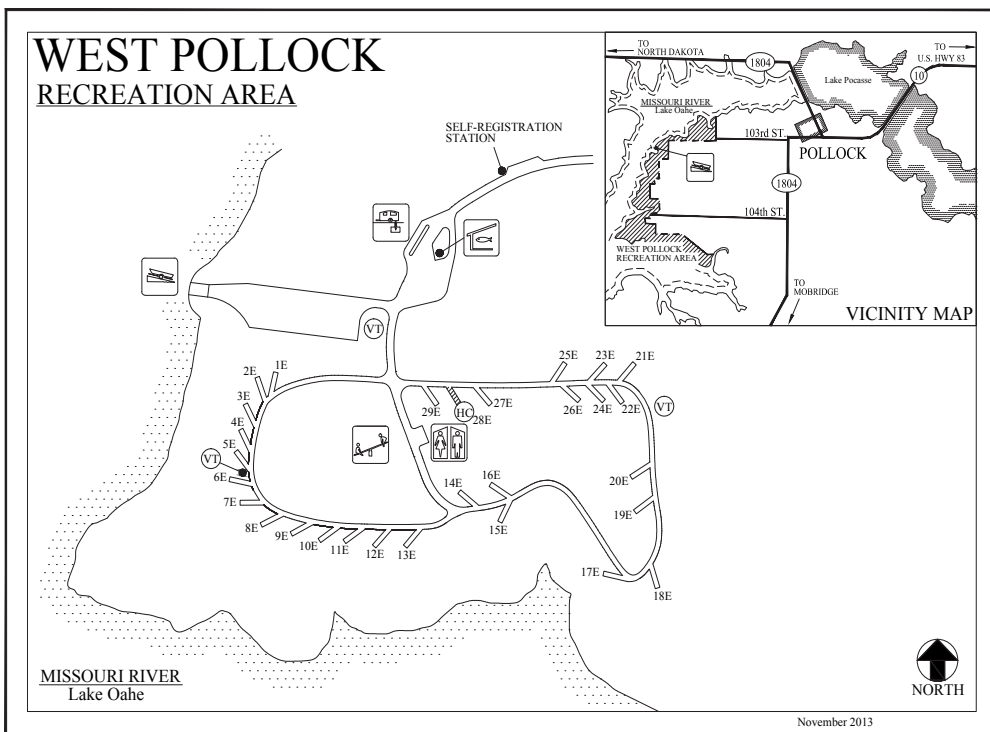 WEST POLLOCK
RECREATION AREA
SELF-REGISTRATION
STATION
TO
NORTH DAKOTA
1804
TO
U.S. HWY 83
10
Lake Pocasse
MISSOURI RIVER
Lake Oahe
103rd ST.
POLLOCK
1804
104th ST.
WEST POLLOCK
RECREATION AREA
TO
MOBRIDGE
VICINITY MAP
VT
1E
2E
3E
4E
5E
VT
6E
7E
8E
9E
10E
11E
12E
13E
14E
15E
16E
17E
18E
19E
20E
VT
21E
22E
23E
24E
25E
26E
27E
28E
HC
29E
MISSOURI RIVER
Lake Oahe
NORTH
November 2013